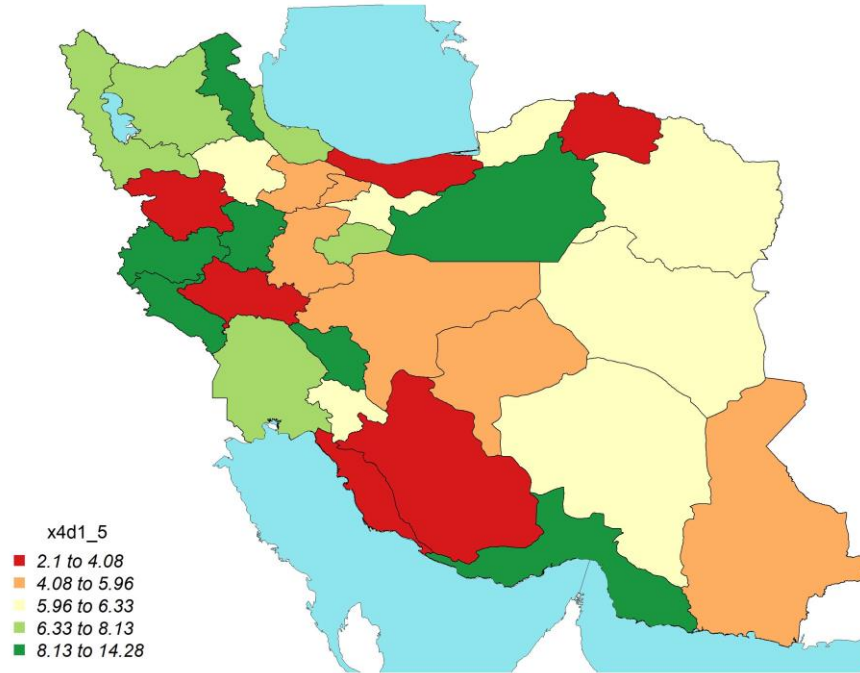 x4d1_5
2.1 to 4.08
4.08 to 5.96
5.96 to 6.33
6.33 to 8.13
8.13 to 14.28